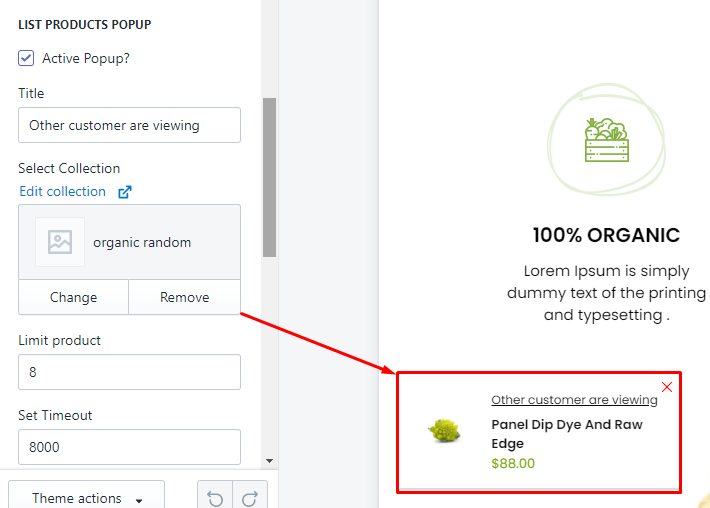 LIST PRODUCTS POPUP
Active Popup?
Title
Other customer are viewing
Select Collection
Edit collection
organic random
Change
Remove
Limit product
8
Set Timeout
8000
Theme actions
100% ORGANIC
Lorem Ipsum is simply
dummy text of the printing
and typesetting .
Other customer are viewing
Panel Dip Dye And Raw
Edge
$88.00